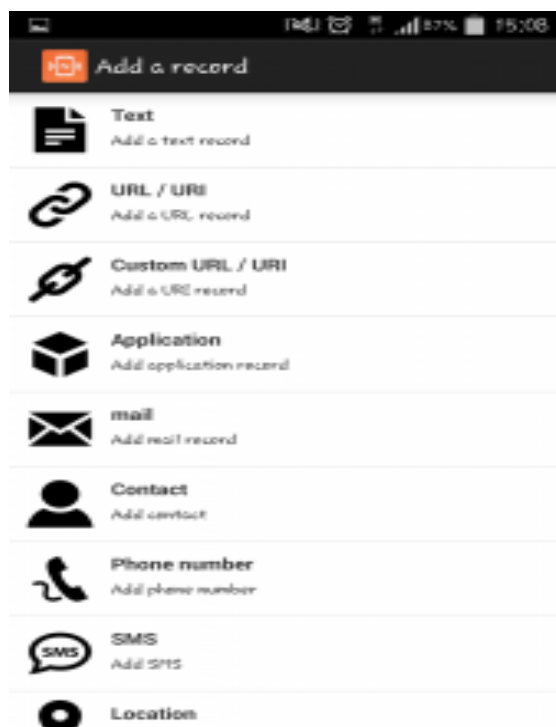 87% 15:08
Add a record
Text
Add a text record
URL / URI
Add a URL record
Custom URL / URI
Add a URI record
Application
Add application record
mail
Add mail record
Contact
Add contact
Phone number
Add phone number
SMS
SMS
Add SMS
Location